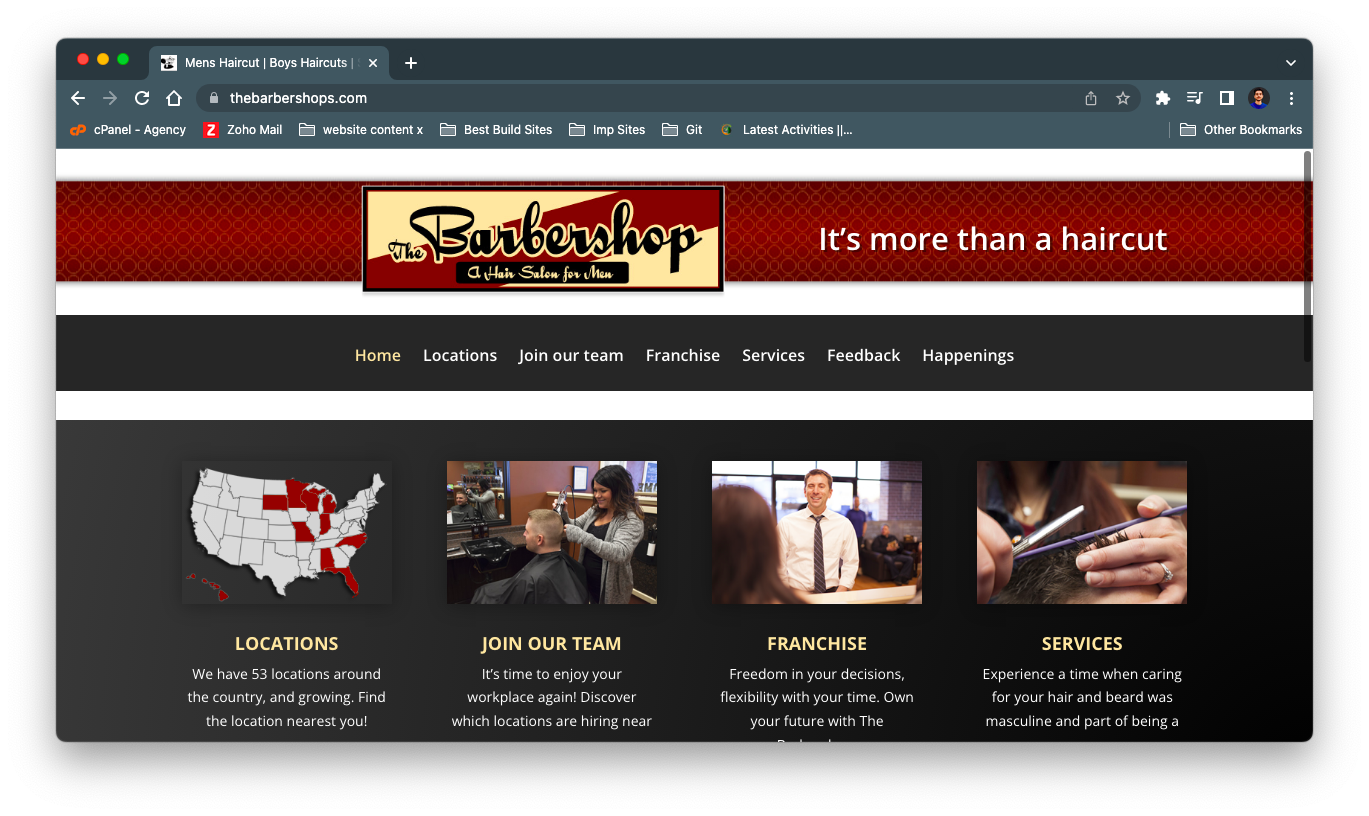 Mens Haircut | Boys Haircuts |
thebarbershops.com
cPanel - Agency
Zoho Mail
website content x
Best Build Sites
Imp Sites
Git
Latest Activities ||...
Other Bookmarks
The Barbershop
A Hair Salon for Men
It's more than a haircut
Home Locations Join our team Franchise Services Feedback Happenings
LOCATIONS
We have 53 locations around
the country, and growing. Find
the location nearest you!
JOIN OUR TEAM
It's time to enjoy your
workplace again! Discover
which locations are hiring near
FRANCHISE
Freedom in your decisions,
flexibility with your time. Own
your future with The
SERVICES
Experience a time when caring
for your hair and beard was
masculine and part of being a